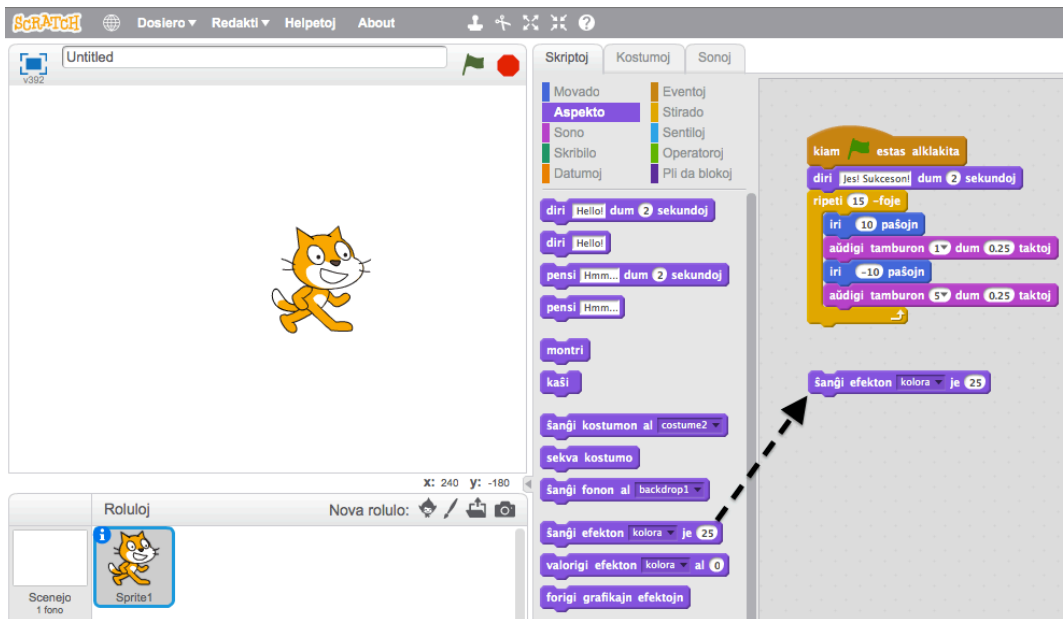 SCRATCH Dosiero Redakti Helpetoj About
v392
Untitled
x: 240 y: -180
Roluloj
Nova rolulo:
Scenejo
1 fono
Sprite1
Skriptoj Kostumoj Sonoj
Movado Eventoj
Aspekto Stirado
Sono Sentiloj
Skribilo Operatoroj
Datumoj Pli da blokoj
diri Hello! dum 2 sekundoj
diri Hello!
pensi Hmm... dum 2 sekundoj
pensi Hmm...
montri
kaŝi
ŝanĝi kostumon al costume2
sekva kostumo
ŝanĝi fonon al backdrop1
ŝanĝi efekton kolora je 25
valorigi efekton kolora al 0
forigi grafikajn efektojn
kiam estas alklakita
diri Jes! Sukceson! dum 2 sekundoj
ripeti 15 -foje
iri 10 paŝojn
aŭdigi tamburon 1 dum 0.25 taktoj
iri -10 paŝojn
aŭdigi tamburon 5 dum 0.25 taktoj
ŝanĝi efekton kolora je 25